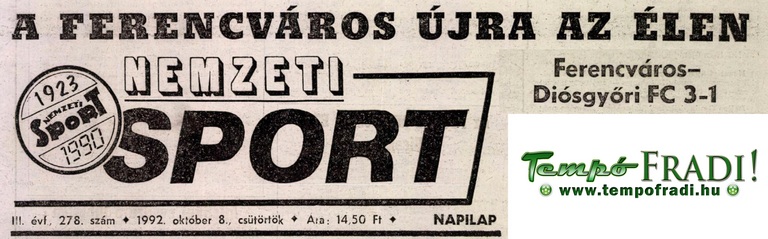 A FERENCVÁROS ÚJRA AZ ÉLEN
1923
NEMZETI
SPORT
1990
NEMZETI
SPORT
Ferencváros–
Diósgyőri FC 3-1
III. évf., 278. szám ♦ 1992. október 8., csütörtök ♦ Ára: 14,50 Ft ♦ NAPILAP
Tempó FRADI!
www.tempofradi.hu